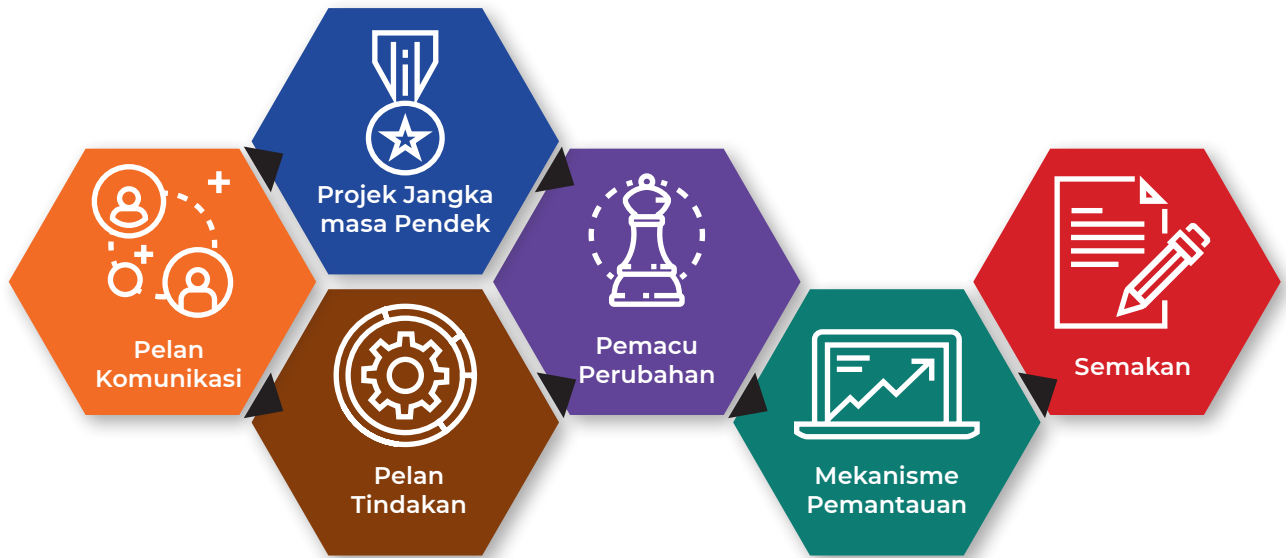 Pelan
Komunikasi
Projek Jangka
masa Pendek
Pelan
Tindakan
Pemacu
Perubahan
Mekanisme
Pemantauan
Semakan